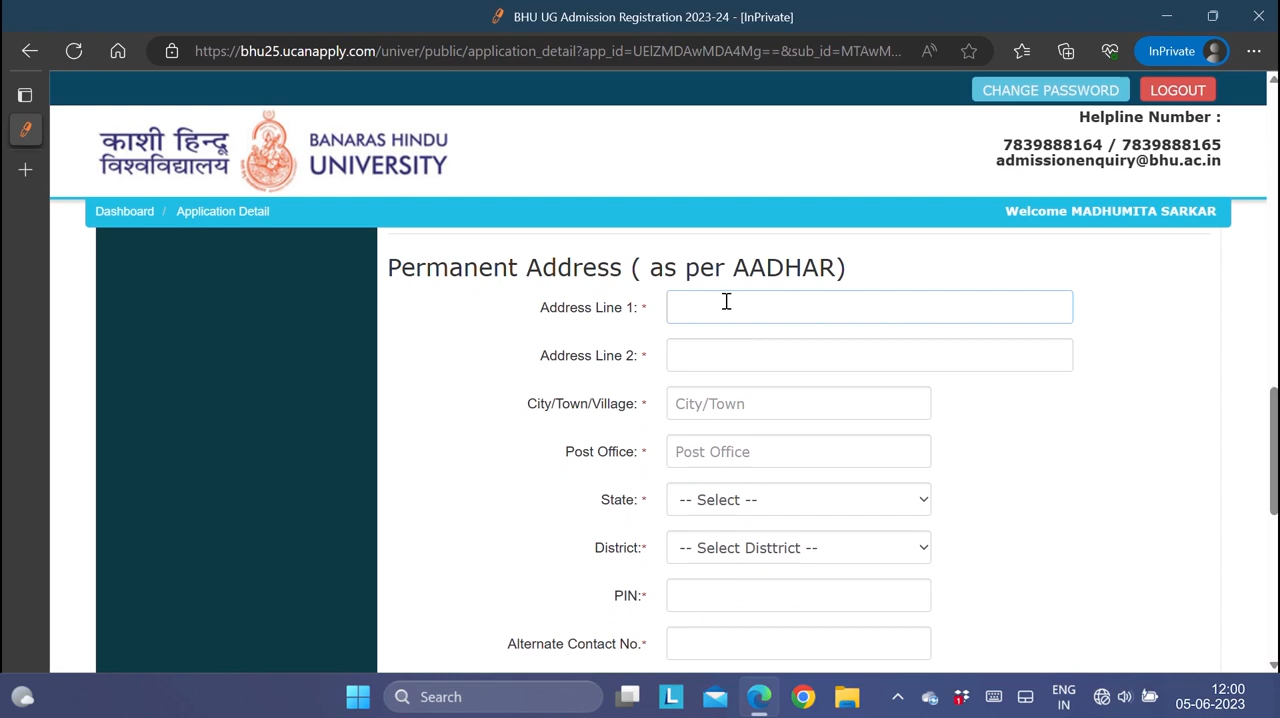 BHU UG Admission Registration 2023-24 - [InPrivate]
https://bhu25.ucanapply.com/univer/public/application_detail?app_id=UElZMDAwMDA4Mg==&sub_id=MTAwM...
InPrivate
CHANGE PASSWORD LOGOUT
काशी हिन्दू
विश्वविद्यालय
BANARAS HINDU
UNIVERSITY
Helpline Number :
7839888164 / 7839888165
admissionenquiry@bhu.ac.in
Dashboard / Application Detail
Welcome MADHUMITA SARKAR
Permanent Address ( as per AADHAR)
Address Line 1: *
Address Line 2: *
City/Town/Village: * City/Town
Post Office: * Post Office
State: * -- Select --
District:* -- Select Disttrict --
PIN:*
Alternate Contact No.*
Search
ENG
IN
12:00
05-06-2023